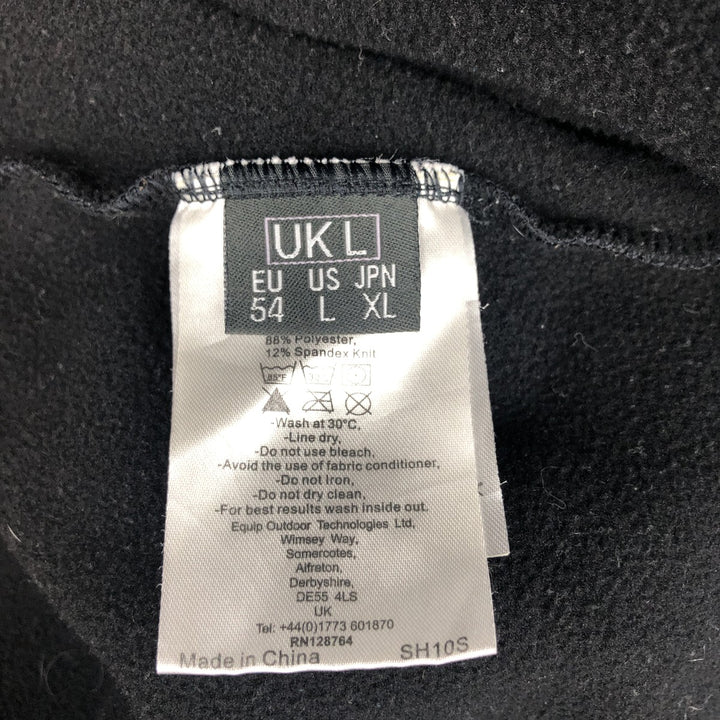 UK L
EU US JPN
54 L XL
88% Polyester,
12% Spandex Knit
85°F
-Wash at 30°C,
-Line dry,
-Do not use bleach,
-Avoid the use of fabric conditioner,
-Do not Iron,
-Do not dry clean,
-For best results wash inside out.
Equip Outdoor Technologies Ltd,
Wimsey Way,
Somercotes,
Alfreton,
Derbyshire,
DE55 4LS
UK
Tel: +44(0)1773 601870
RN128764
Made in China SH10S